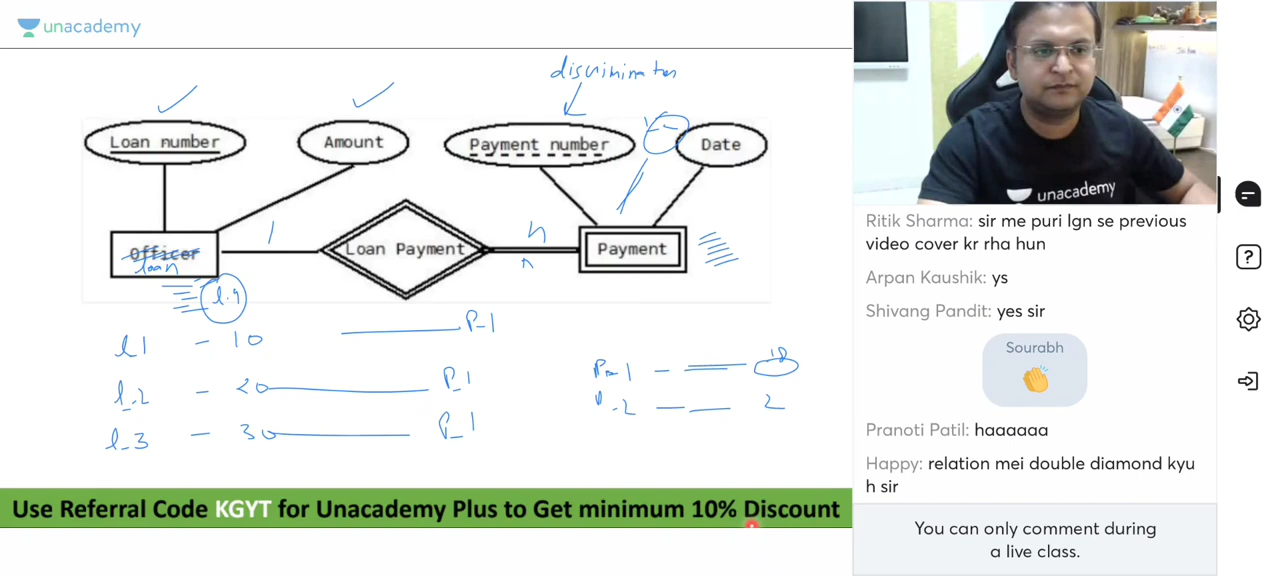 unacademy
discriminator
Loan number
Amount
Payment number
Date
1
n
Officer
loan
Loan Payment
Payment
unacademy
l1 - 10 P_1
l_2 - 20 P_1
l_3 - 30 P_1
P_1 - 10
P_2 - 2
Use Referral Code KGYT for Unacademy Plus to Get minimum 10% Discount
Ritik Sharma: sir me puri lgn se previous
video cover kr rha hun
Arpan Kaushik: ys
Shivang Pandit: yes sir
Sourabh
Pranoti Patil: haaaaaa
Happy: relation mei double diamond kyu
h sir
You can only comment during
a live class.
?